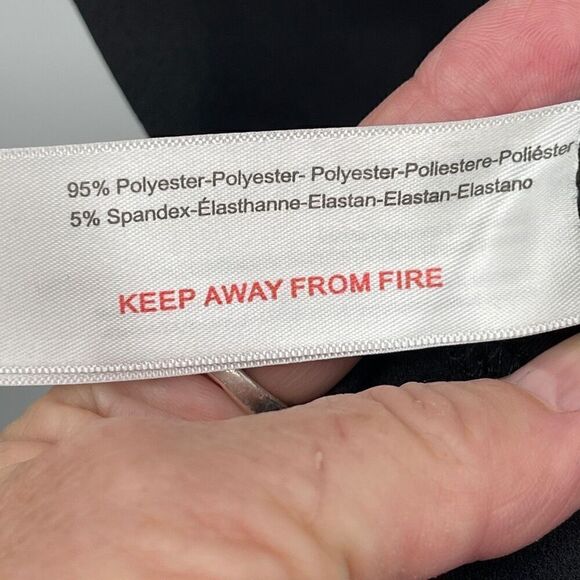 95% Polyester-Polyester- Polyester-Poliestere-Poliéster
5% Spandex-Élasthanne-Elastan-Elastan-Elastano
KEEP AWAY FROM FIRE